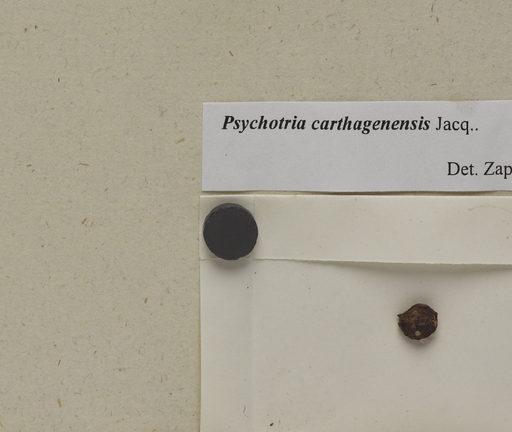 Psychotria carthagenensis Jacq..
Det. Zap